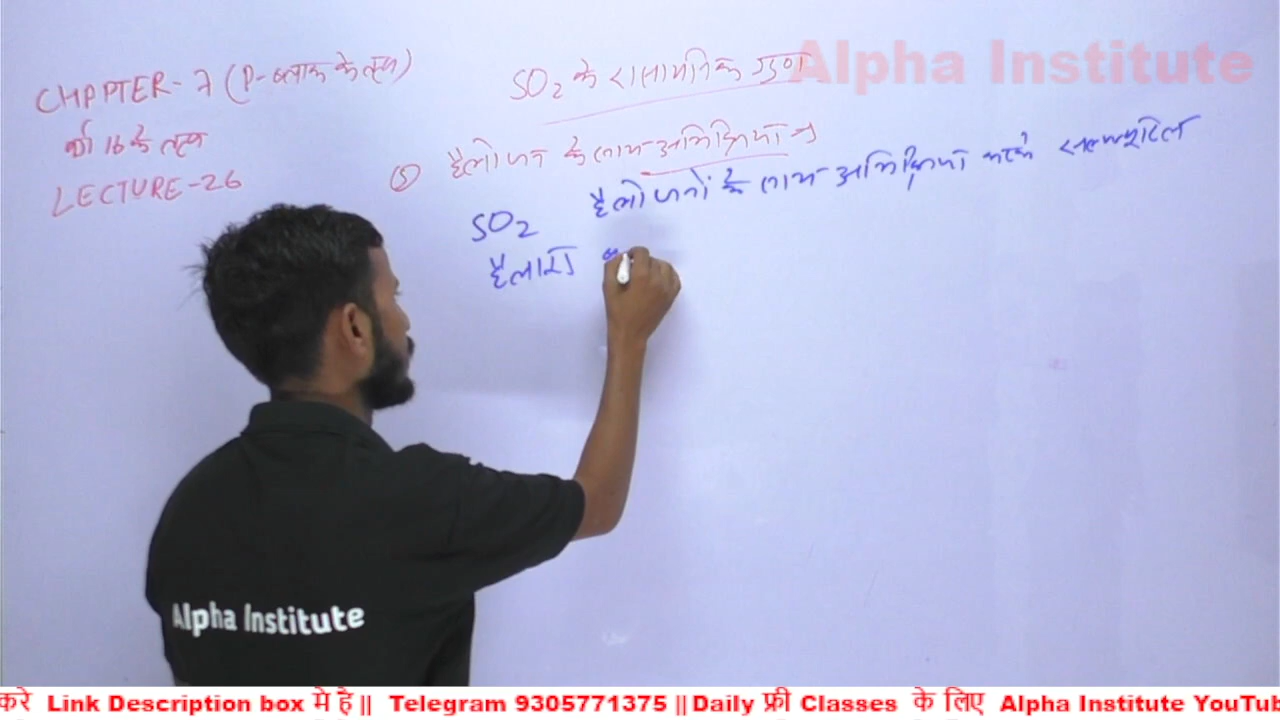 Alpha Institute
CHAPTER-7 (P-ब्लाक के तत्व)
वर्ग 16 के तत्व
LECTURE-26
SO2 के रासायनिक गुण
(5) हैलोजन के साथ अभिक्रिया →
SO2 हैलोजनों के साथ अभिक्रिया करके सल्फ्यूरिल
हैलाइड
Alpha Institute
करे Link Description box मे है || Telegram 9305771375 || Daily फ्री Classes के लिए Alpha Institute YouTub